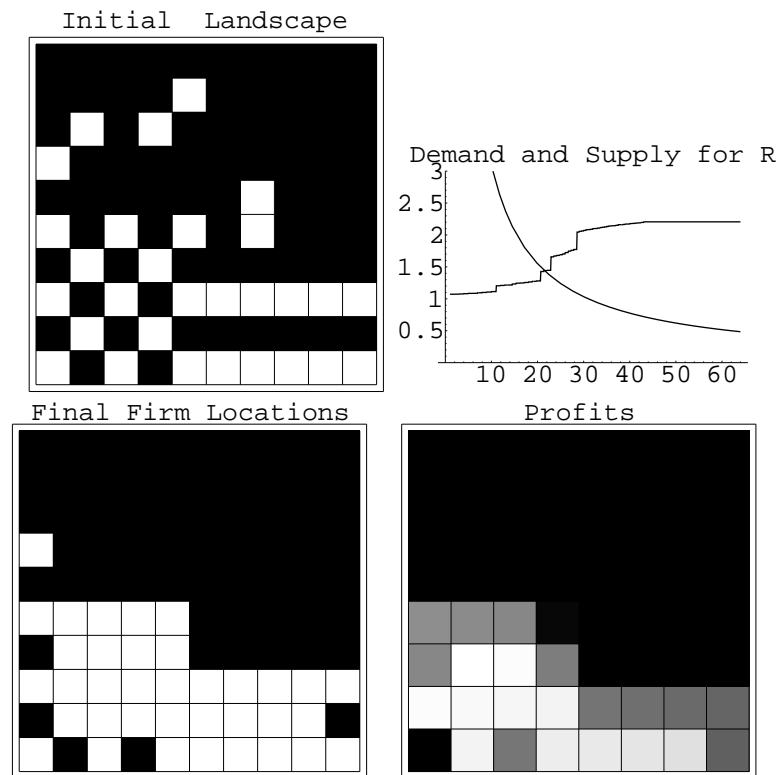 Initial Landscape
Demand and Supply for R
3
2.5
2
1.5
1
0.5
10 20 30 40 50 60
Final Firm Locations
Profits